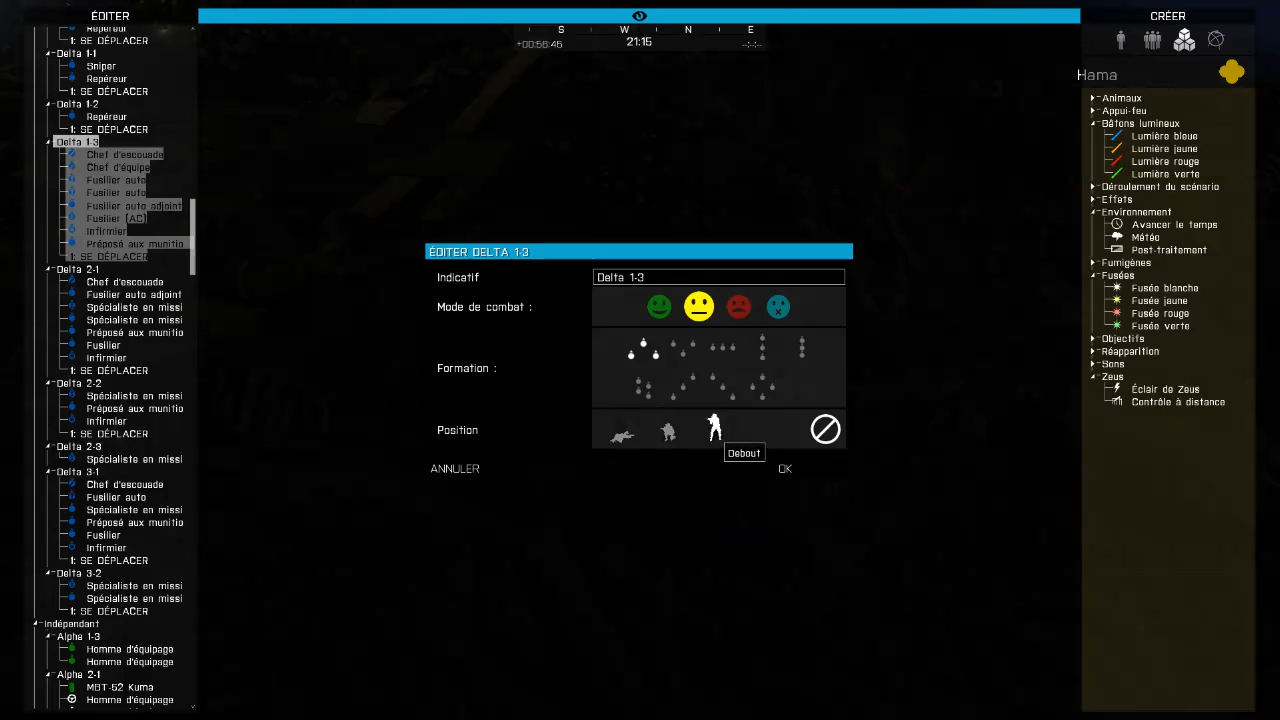 ÉDITER
Repéreur
1: SE DÉPLACER
Delta 1-1
Sniper
Repéreur
1: SE DÉPLACER
Delta 1-2
Repéreur
1: SE DÉPLACER
Delta 1-3
Chef d'escouade
Chef d'équipe
Fusilier auto
Fusilier auto
Fusilier auto adjoint
Fusilier (AC)
Infirmier
Préposé aux munitio
1: SE DÉPLACER
Delta 2-1
Chef d'escouade
Fusilier auto adjoint
Spécialiste en missi
Spécialiste en missi
Préposé aux munitio
Fusilier
Infirmier
1: SE DÉPLACER
Delta 2-2
Spécialiste en missi
Préposé aux munitio
Infirmier
1: SE DÉPLACER
Delta 2-3
Spécialiste en missi
Delta 3-1
Chef d'escouade
Fusilier auto
Spécialiste en missi
Préposé aux munitio
Fusilier
Infirmier
1: SE DÉPLACER
Delta 3-2
Spécialiste en missi
Spécialiste en missi
1: SE DÉPLACER
Indépendant
Alpha 1-3
Homme d'équipage
Homme d'équipage
Alpha 2-1
MBT-52 Kuma
Homme d'équipage
S W N E
+00:56:45 21:15 --:--
ÉDITER DELTA 1-3
Indicatif
Delta 1-3
Mode de combat :
Formation :
Position
Debout
ANNULER
OK
CRÉER
Hama
Animaux
Appui-feu
Bâtons lumineux
Lumière bleue
Lumière jaune
Lumière rouge
Lumière verte
Déroulement du scénario
Effets
Environnement
Avancer le temps
Météo
Post-traitement
Fumigènes
Fusées
Fusée blanche
Fusée jaune
Fusée rouge
Fusée verte
Objectifs
Réapparition
Sons
Zeus
Éclair de Zeus
Contrôle à distance